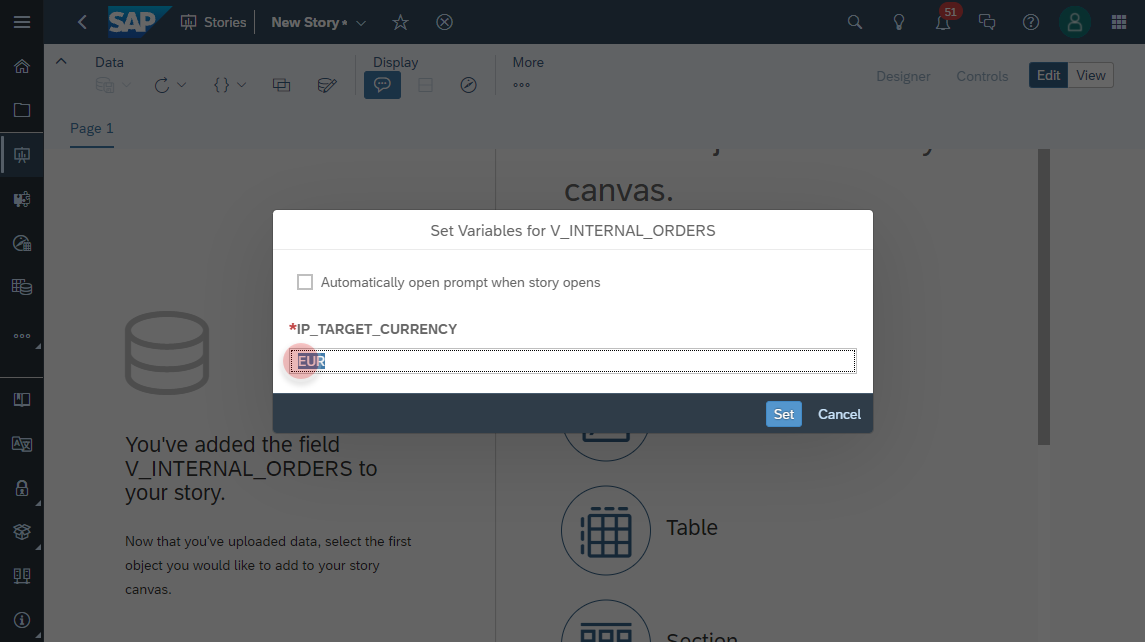 SAP
Stories
New Story *
51
Data
Display
More
Designer
Controls
Edit
View
Page 1
canvas.
Set Variables for V_INTERNAL_ORDERS
Automatically open prompt when story opens
*IP_TARGET_CURRENCY
EUR
Set
Cancel
You've added the field
V_INTERNAL_ORDERS to
your story.
Now that you've uploaded data, select the first
object you would like to add to your story
canvas.
Table
Section